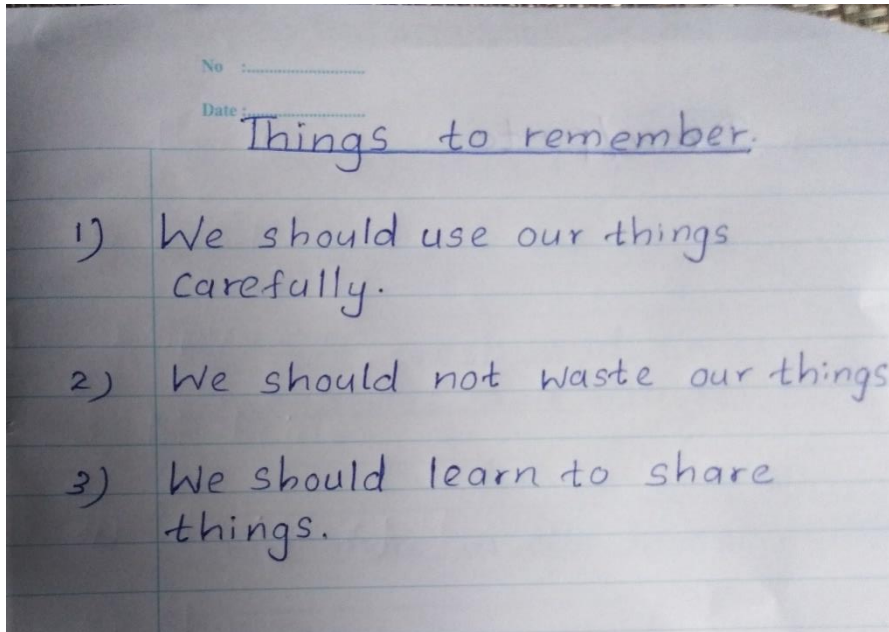 No :....................
Date :....................
Things to remember.
1) We should use our things
carefully.
2) We should not waste our things
3) We should learn to share
things.